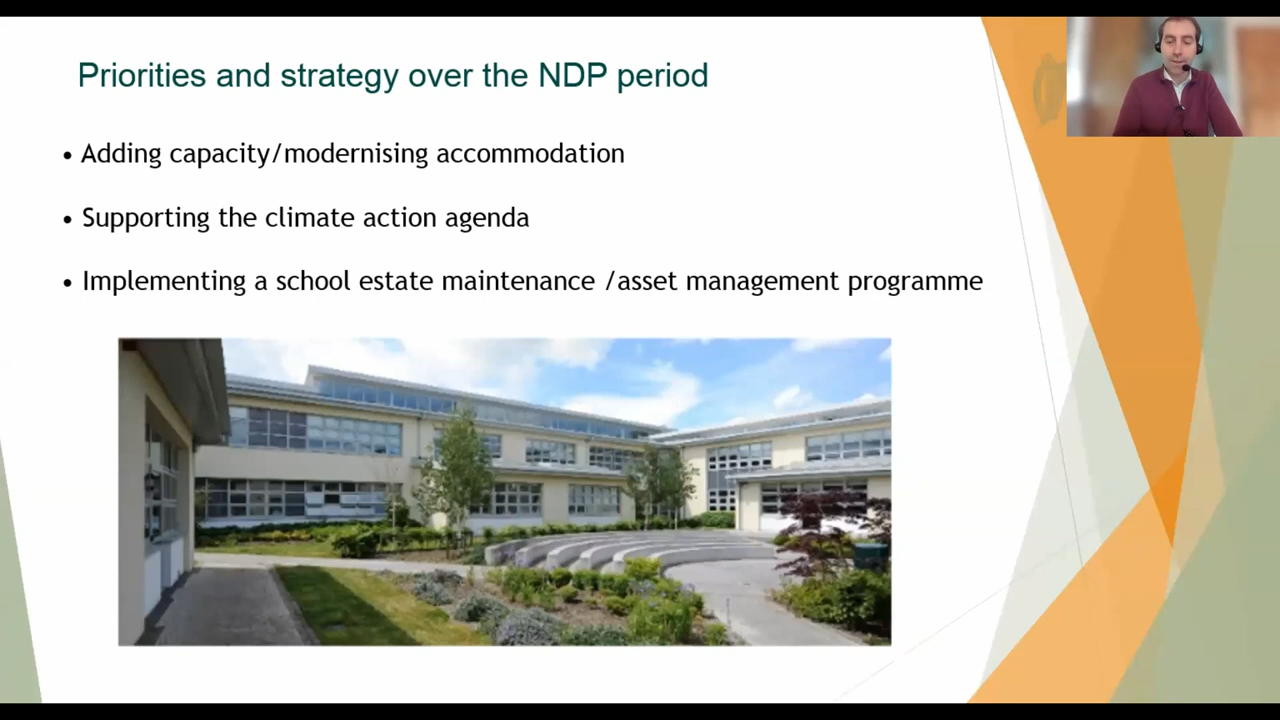 Priorities and strategy over the NDP period
• Adding capacity/modernising accommodation
• Supporting the climate action agenda
• Implementing a school estate maintenance /asset management programme